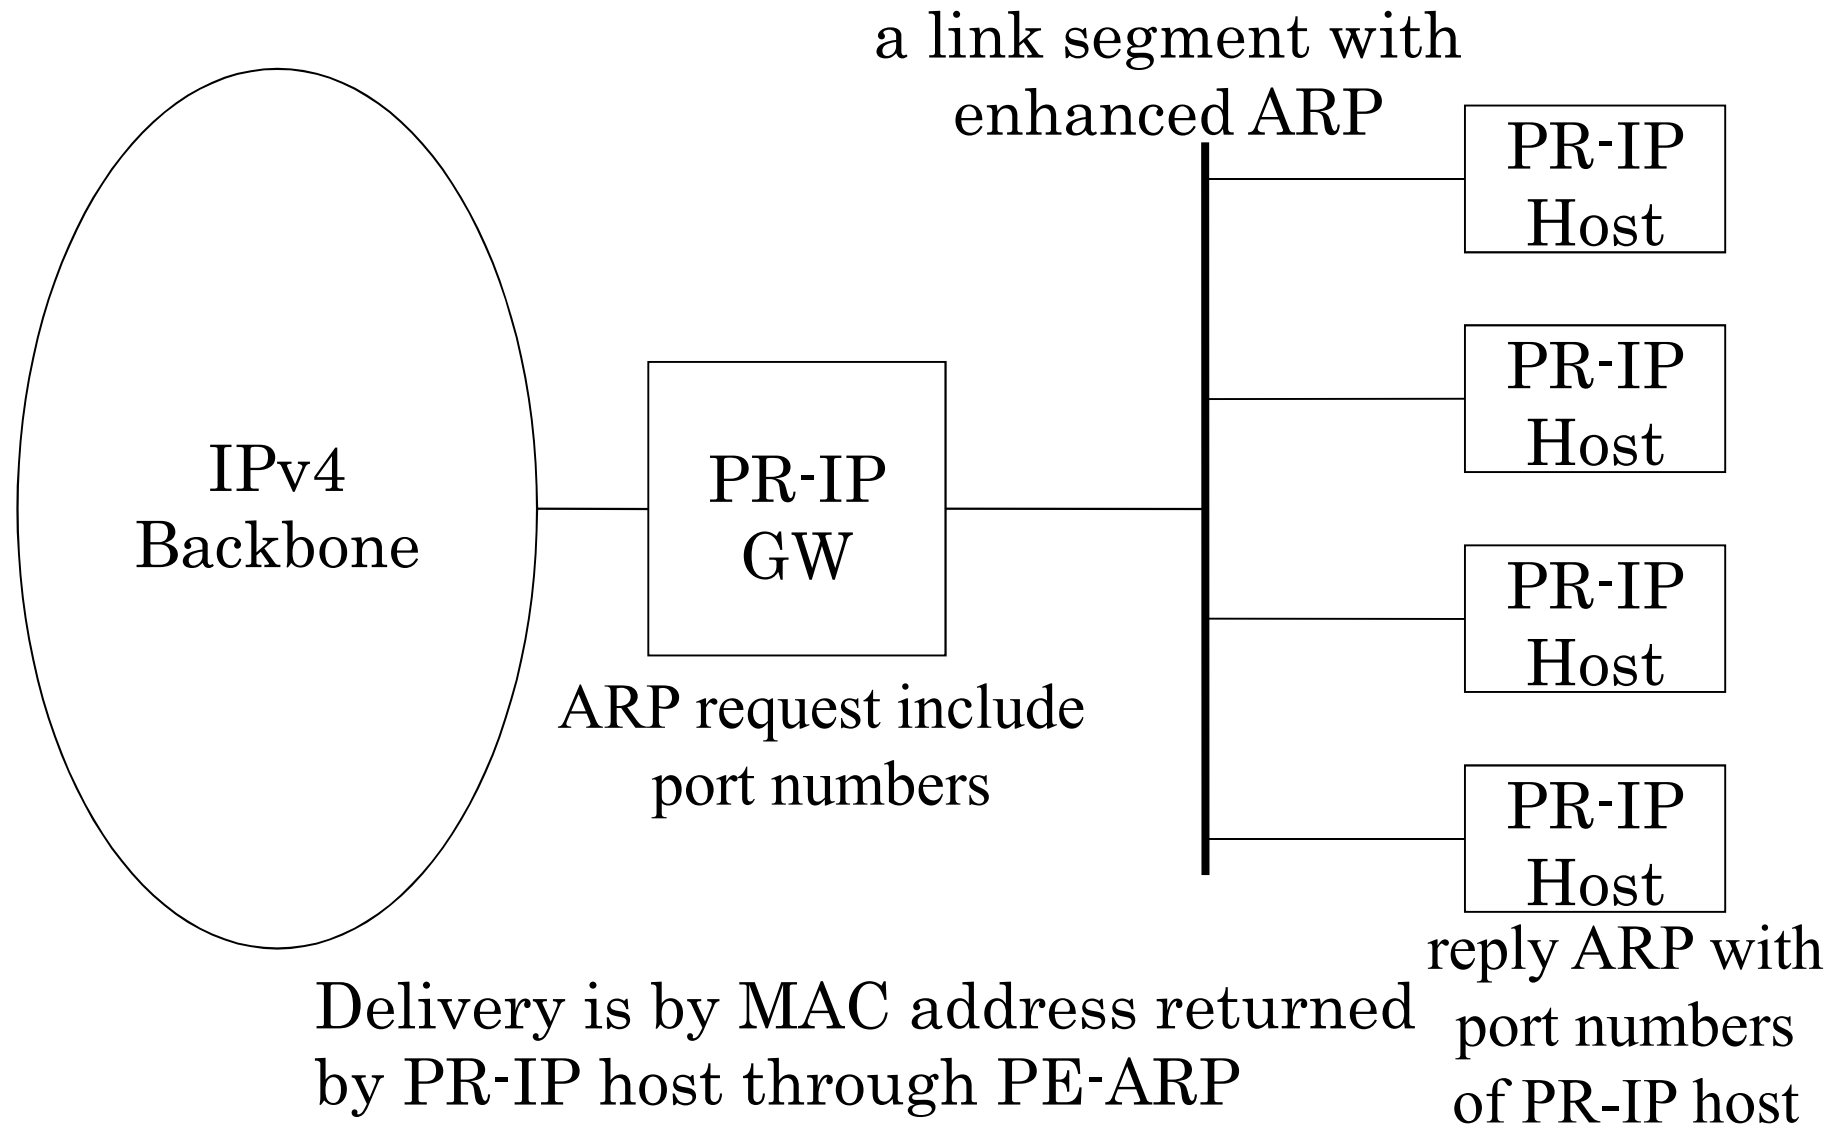 a link segment with
enhanced ARP
PR-IP
Host
PR-IP
Host
IPv4
Backbone
PR-IP
GW
PR-IP
Host
ARP request include
port numbers
PR-IP
Host
reply ARP with
port numbers
of PR-IP host
Delivery is by MAC address returned
by PR-IP host through PE-ARP